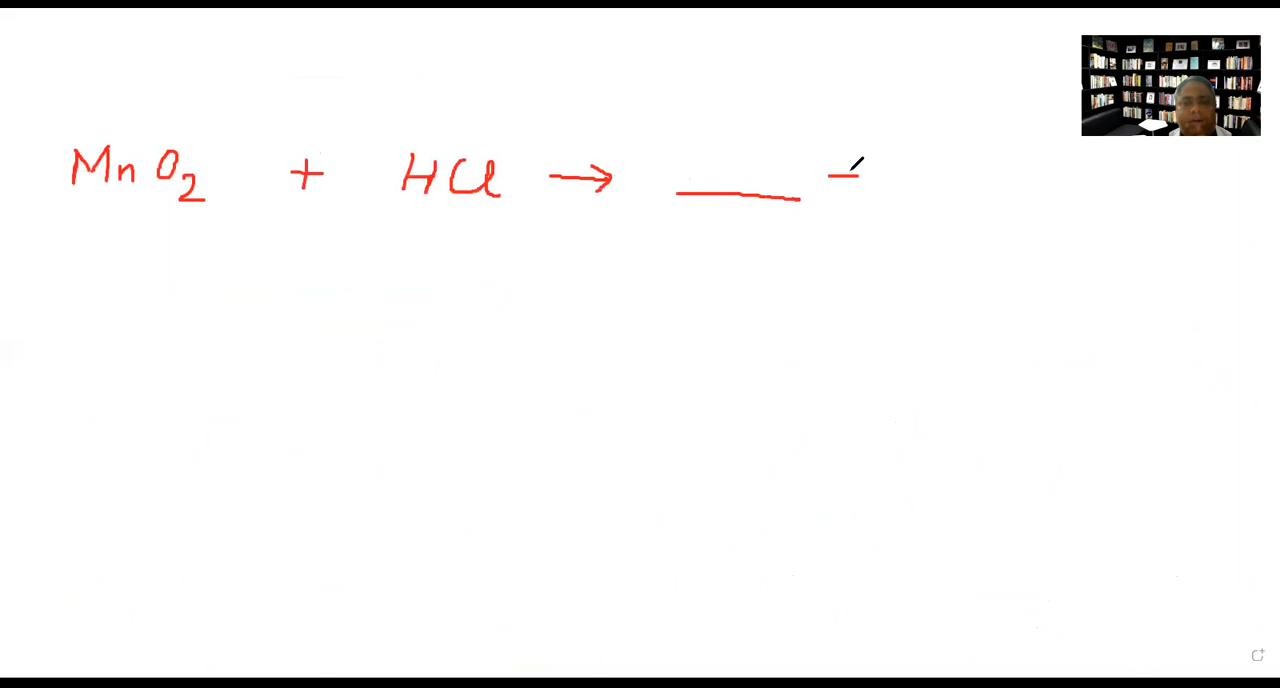 MnO₂ + HCl → ____ –